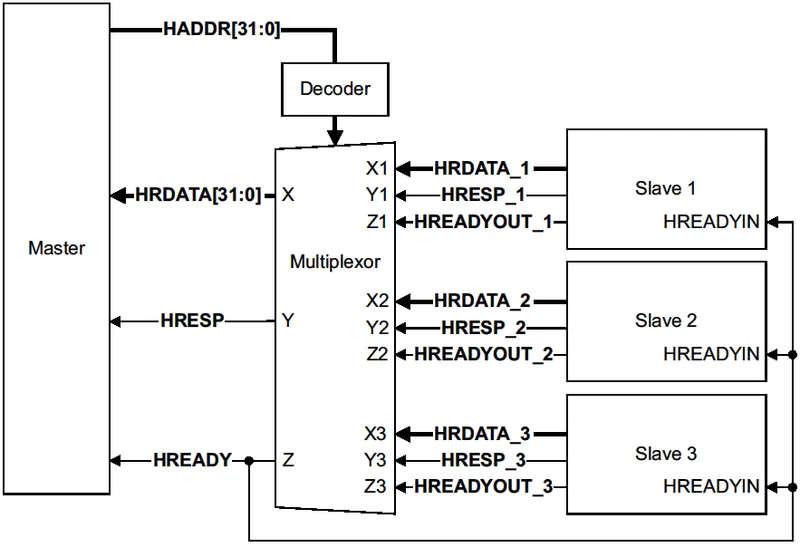 HADDR[31:0]
Decoder
X1
HRDATA_1
HRDATA[31:0]
X
Y1
HRESP_1
Slave 1
Z1
HREADYOUT_1
HREADYIN
Master
Multiplexor
X2
HRDATA_2
HRESP
Y
Y2
HRESP_2
Slave 2
Z2
HREADYOUT_2
HREADYIN
X3
HRDATA_3
HREADY
Z
Y3
HRESP_3
Slave 3
Z3
HREADYOUT_3
HREADYIN